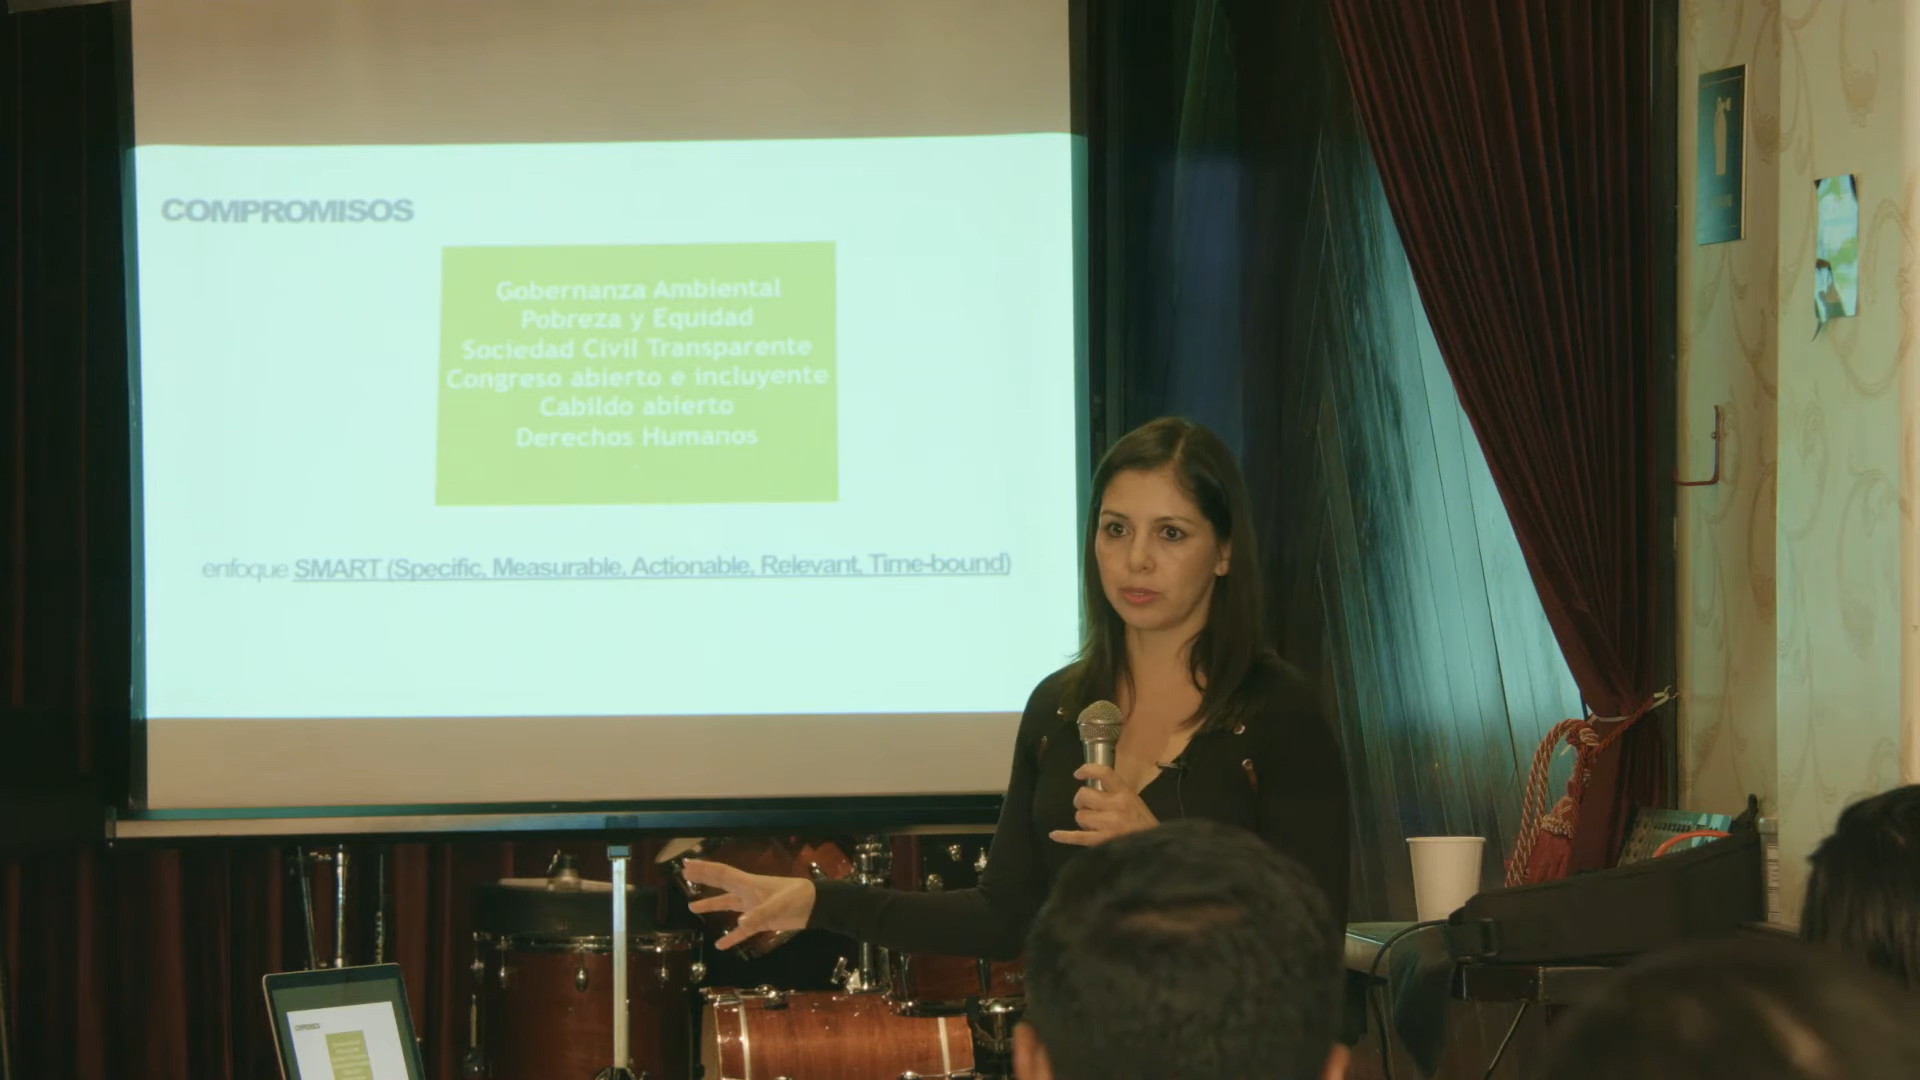 COMPROMISOS
Gobernanza Ambiental
Pobreza y Equidad
Sociedad Civil Transparente
Congreso abierto e incluyente
Cabildo abierto
Derechos Humanos
enfoque SMART (Specific, Measurable, Actionable, Relevant, Time-bound)
COMPROMISOS